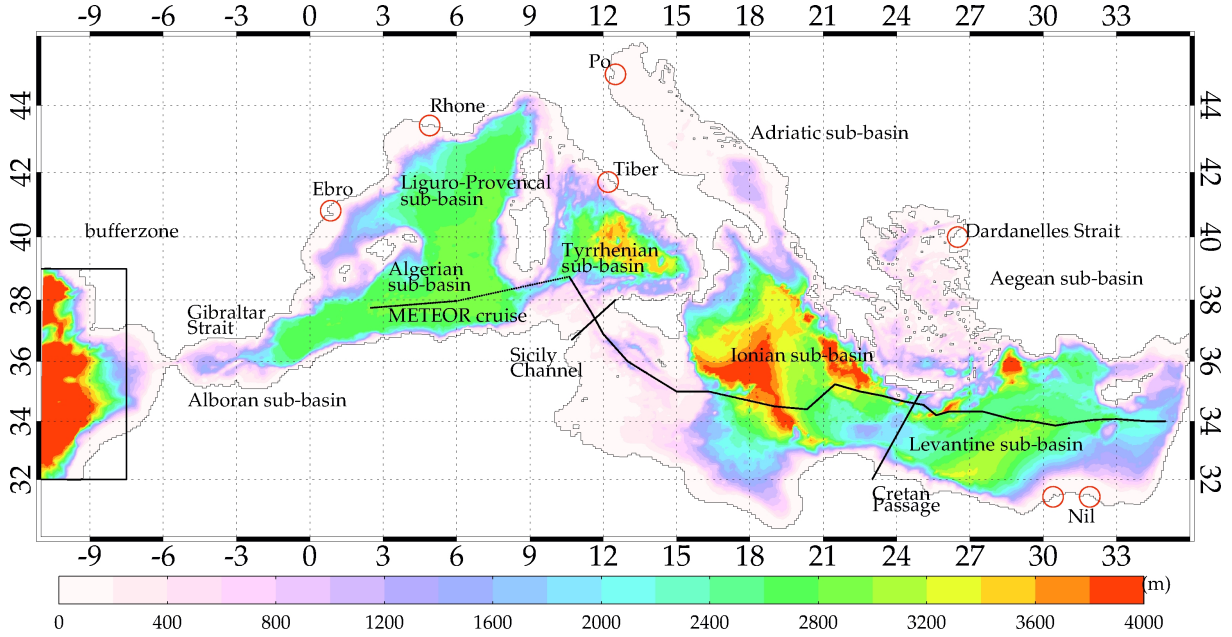 -9 -6 -3 0 3 6 9 12 15 18 21 24 27 30 33
Po
44 44
Rhone
Adriatic sub-basin
42 42
Tiber
Liguro-Provencal
sub-basin
Ebro
40 40
bufferzone
Dardanelles Strait
Tyrrhenian
sub-basin
Algerian
sub-basin
Aegean sub-basin
38 38
Gibraltar
Strait
METEOR cruise
36 36
Sicily
Channel
Ionian sub-basin
Alboran sub-basin
34 34
Levantine sub-basin
32 32
Cretan
Passage
Nil
-9 -6 -3 0 3 6 9 12 15 18 21 24 27 30 33
(m)
0 400 800 1200 1600 2000 2400 2800 3200 3600 4000